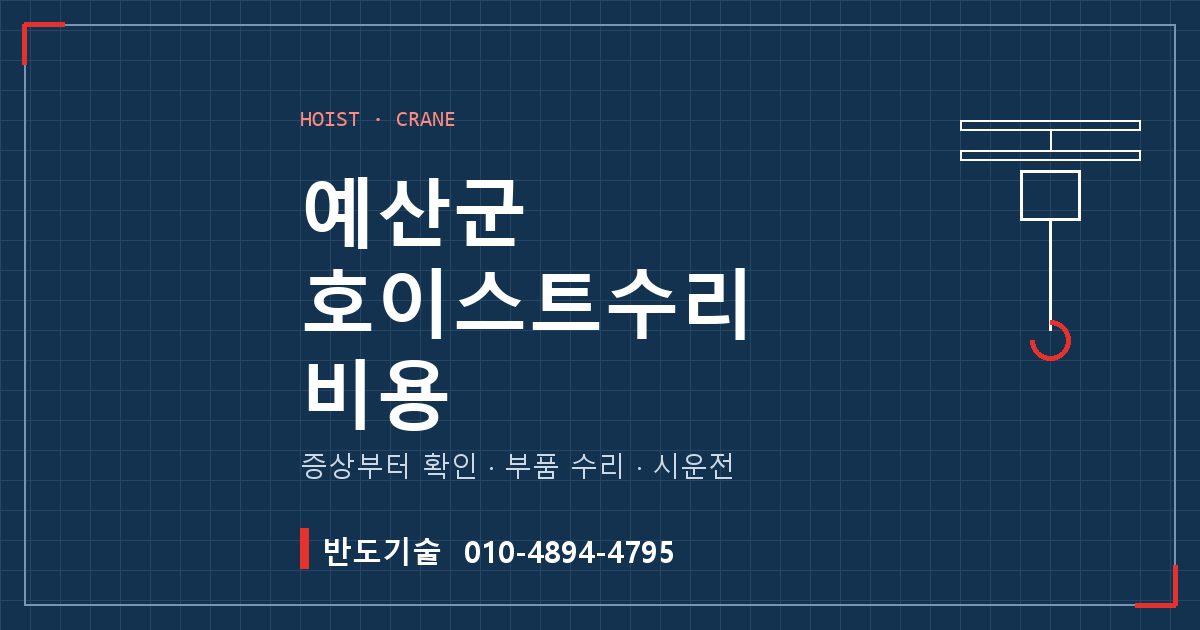 HOIST · CRANE
예산군
호이스트수리
비용
증상부터 확인 · 부품 수리 · 시운전
반도기술 010-4894-4795